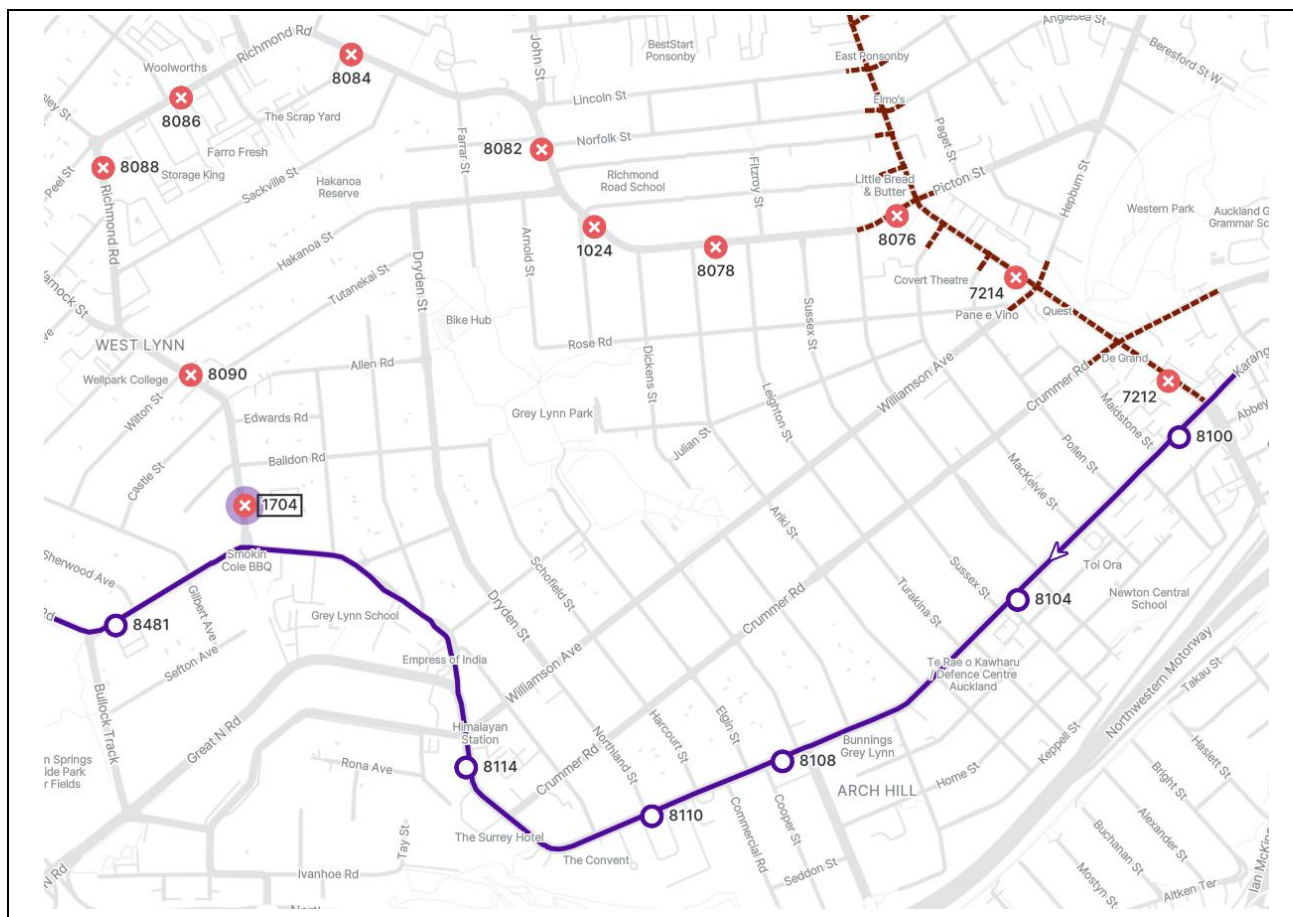 Richmond Rd
John St
BestStart
Ponsonby
Anglesea St
Beresford St W
East Ponsonby
Woolworths
8084
8086
The Scrap Yard
Lincoln St
Elmo's
Norfolk St
Paget St
Farrar St
8082
Farro Fresh
Storage King
8088
Peel St
Sackville St
Hakanoa
Reserve
Richmond
Road School
Fitzroy St
Little Bread
& Butter
Picton St
Hepburn St
Western Park
Auckland G
Grammar Sc
Richmond Rd
Hakanoa St
Arnold St
1024
8078
8076
Covert Theatre
7214
Tutanekai St
Dryden St
Sussex St
Pane e Vino
Quest
Bike Hub
WEST LYNN
Rose Rd
Dickens St
Allen Rd
Wellpark College
8090
Wilton St
Leighton St
Williamson Ave
Crummer Rd
De Grand
7212
Karang
Abbey
Maidstone St
8100
Edwards Rd
Grey Lynn Park
Julian St
Pollen St
Baildon Rd
Castle St
MacKelvie St
1704
Ariki St
Smokin
Cole BBQ
Sherwood Ave
Gilbert Ave
Schofield St
Dryden St
Toi Ora
Turakina St
Sussex St
8104
Newton Central
School
Rd
8481
Grey Lynn School
Crummer Rd
Sefton Ave
Empress of India
Williamson Ave
Te Rae o Kawharu
/ Defence Centre
Auckland
Northwestern Motorway
Takau St
Bullock Track
Great N Rd
Himalayan
Station
Northland St
Harcourt St
Elgin St
Bunnings
Grey Lynn
Keppell St
Haslett St
n Springs
ide Park
r Fields
Rona Ave
8114
Crummer Rd
8108
Home St
ARCH HILL
Bright St
8110
Cooper St
Commercial Rd
Alexander St
Buchanan St
Tay St
The Surrey Hotel
The Convent
Seddon St
Ivanhoe Rd
N Rd
Mostyn St
Aitken Ter
Ian McKin